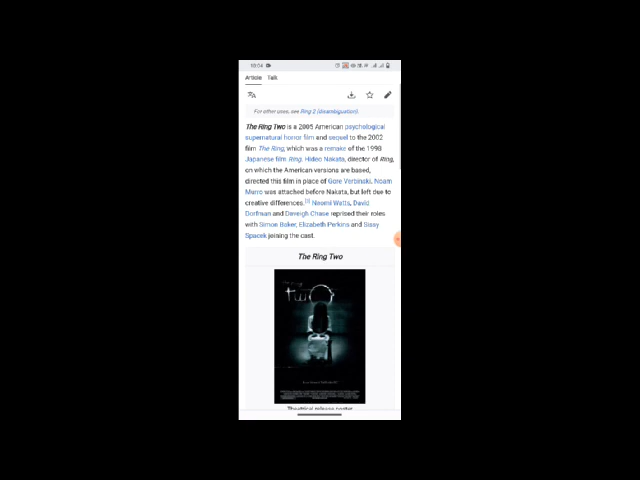 10:04
Article Talk
For other uses, see Ring 2 (disambiguation).
The Ring Two is a 2005 American psychological
supernatural horror film and sequel to the 2002
film The Ring, which was a remake of the 1998
Japanese film Ring. Hideo Nakata, director of Ring,
on which the American versions are based,
directed this film in place of Gore Verbinski. Noam
Murro was attached before Nakata, but left due to
creative differences.[3] Naomi Watts, David
Dorfman and Daveigh Chase reprised their roles
with Simon Baker, Elizabeth Perkins and Sissy
Spacek joining the cast.
The Ring Two
Theatrical release poster